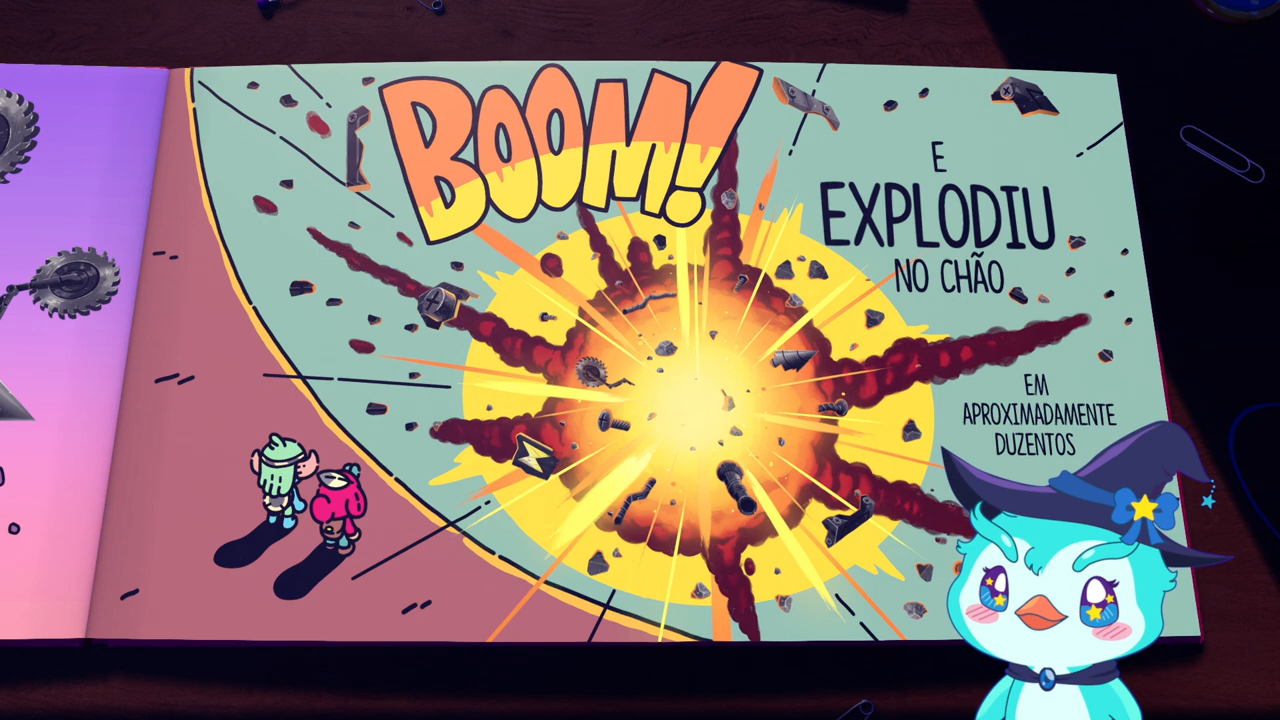 BOOM!
E
EXPLODIU
NO CHÃO
EM
APROXIMADAMENTE
DUZENTOS